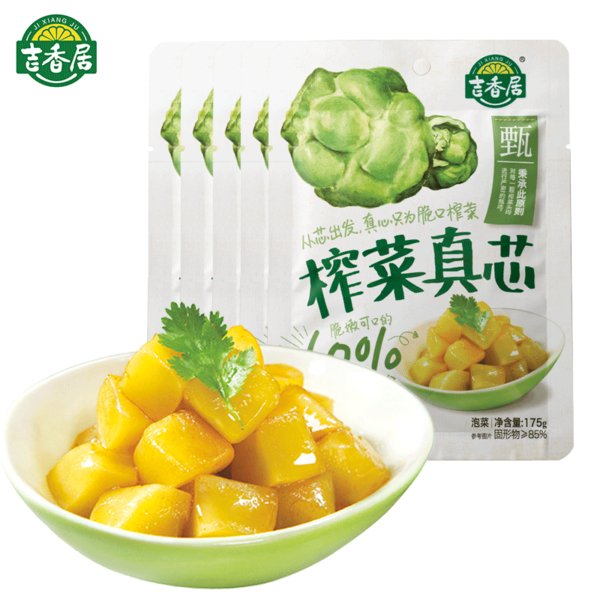 JI XIANG JU
吉香居
JI XIANG JU
吉香居
®
甄
秉承此原则
从芯出发,真心只为脆口榨菜
榨菜真芯
脆嫩可口的
泡菜 净含量:175g
参考图片 固形物≥85%